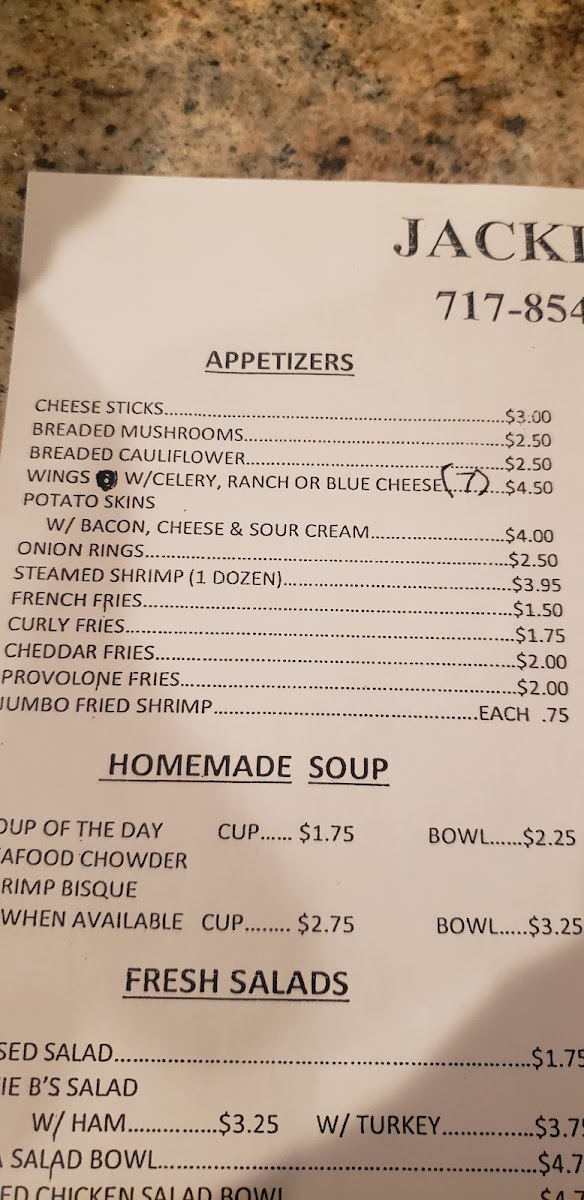 JACKI
717-854
APPETIZERS
CHEESE STICKS..........$3.00
BREADED MUSHROOMS..........$2.50
BREADED CAULIFLOWER..........$2.50
WINGS W/CELERY, RANCH OR BLUE CHEESE (7) $4.50
POTATO SKINS
W/ BACON, CHEESE & SOUR CREAM..........$4.00
ONION RINGS..........$2.50
STEAMED SHRIMP (1 DOZEN)..........$3.95
FRENCH FRIES..........$1.50
CURLY FRIES..........$1.75
CHEDDAR FRIES..........$2.00
PROVOLONE FRIES..........$2.00
JUMBO FRIED SHRIMP..........EACH .75
HOMEMADE SOUP
OUP OF THE DAY CUP...... $1.75 BOWL......$2.25
AFOOD CHOWDER
RIMP BISQUE
WHEN AVAILABLE CUP........ $2.75 BOWL.....$3.25
FRESH SALADS
SED SALAD..........$1.75
IE B'S SALAD
W/ HAM..........$3.25 W/ TURKEY..........$3.7
SALAD BOWL..........$4.7
ED CHICKEN SALAD BOWL